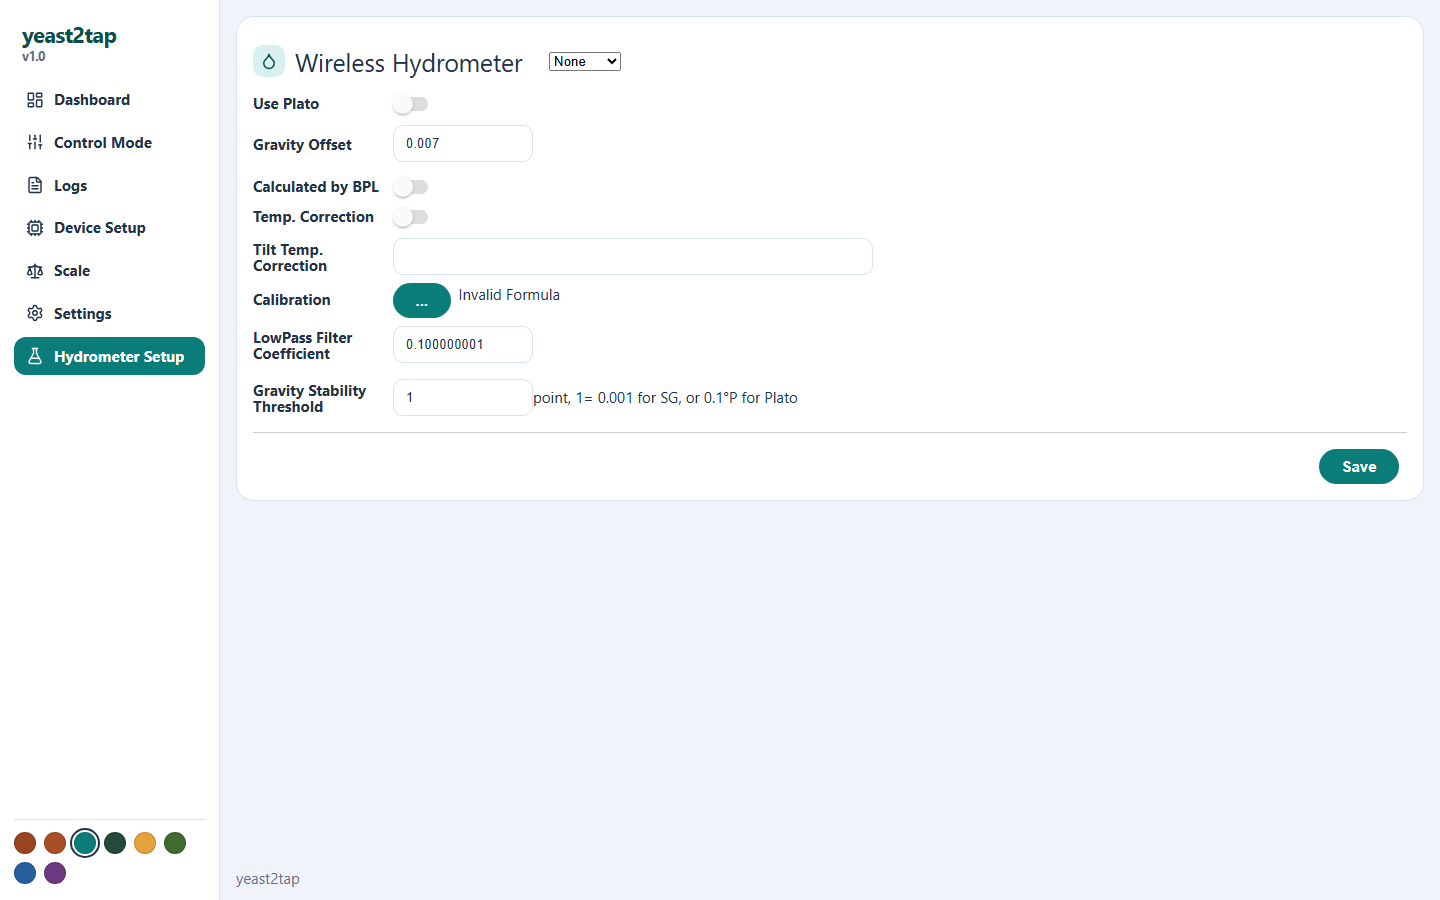 yeast2tap
v1.0
Dashboard
Control Mode
Logs
Device Setup
Scale
Settings
Hydrometer Setup
Wireless Hydrometer
None
Use Plato
Gravity Offset
0.007
Calculated by BPL
Temp. Correction
Tilt Temp.
Correction
Calibration
...
Invalid Formula
LowPass Filter
Coefficient
0.100000001
Gravity Stability
Threshold
1
point, 1= 0.001 for SG, or 0.1°P for Plato
Save
yeast2tap